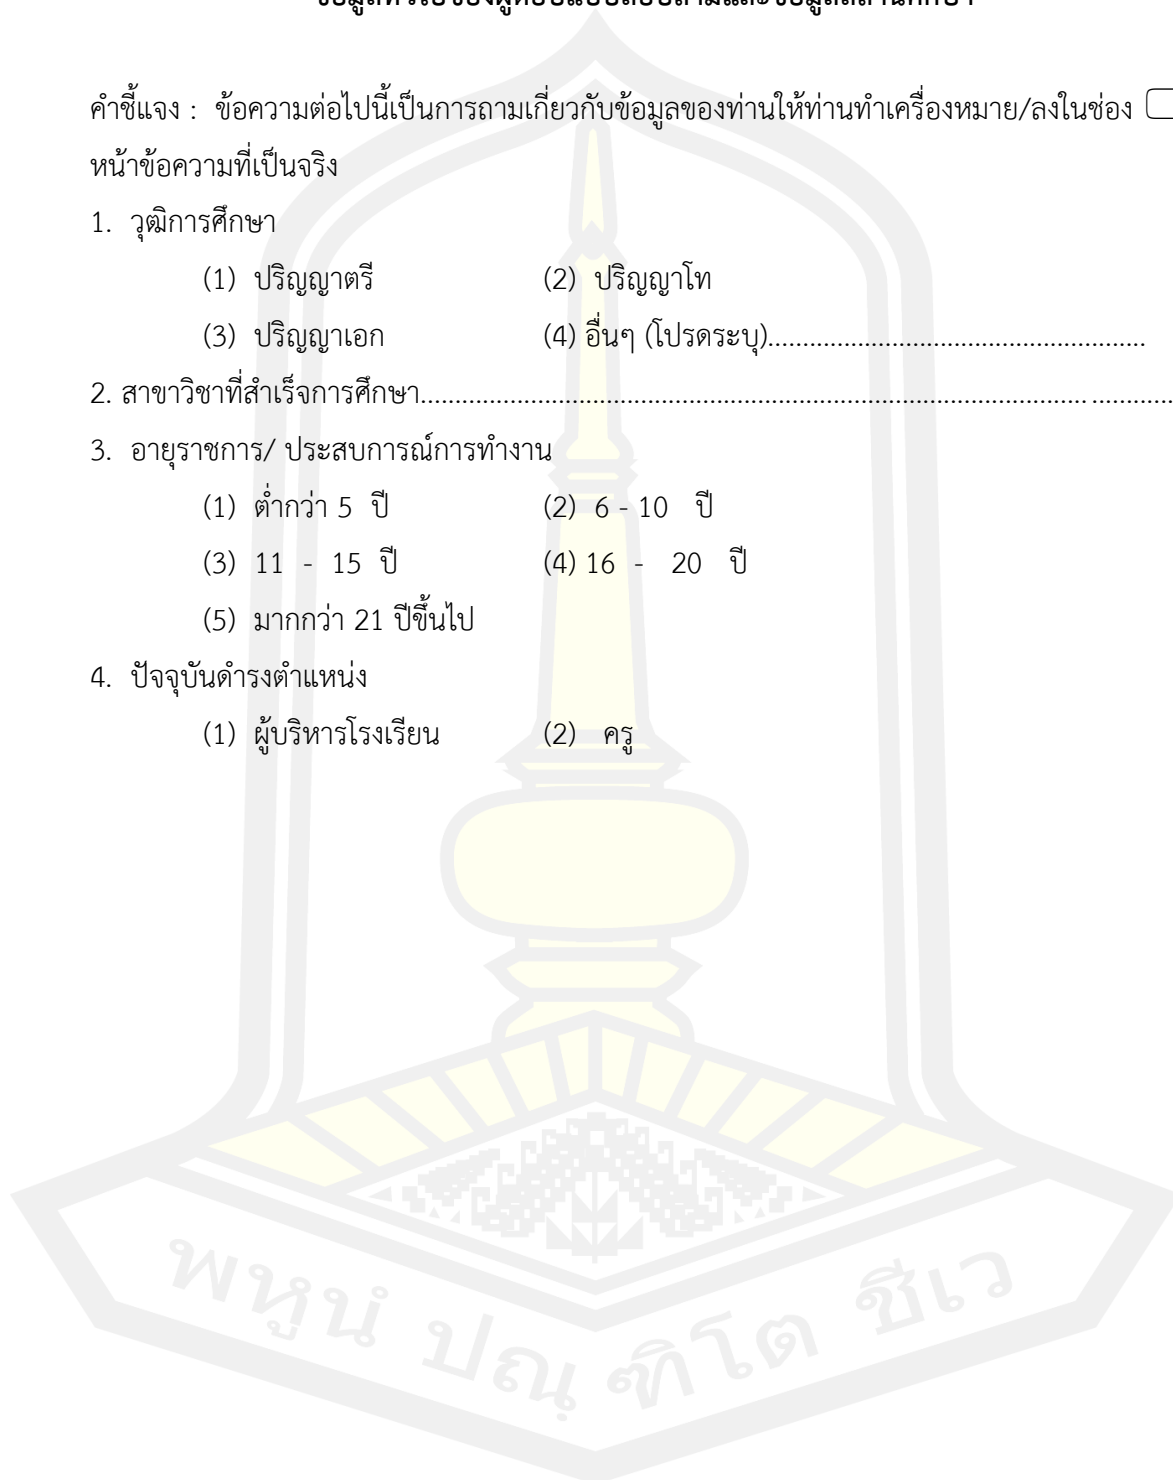 คำชี้แจง : ข้อความต่อไปนี้เป็นการถามเกี่ยวกับข้อมูลของท่านให้ท่านทำเครื่องหมาย/ลงในช่อง
หน้าข้อความที่เป็นจริง
1. วุฒิการศึกษา
(1) ปริญญาตรี (2) ปริญญาโท
(3) ปริญญาเอก (4) อื่นๆ (โปรดระบุ)......................................................
2. สาขาวิชาที่สำเร็จการศึกษา..............................................................................................................
3. อายุราชการ/ ประสบการณ์การทำงาน
(1) ต่ำกว่า 5 ปี (2) 6 - 10 ปี
(3) 11 - 15 ปี (4) 16 - 20 ปี
(5) มากกว่า 21 ปีขึ้นไป
4. ปัจจุบันดำรงตำแหน่ง
(1) ผู้บริหารโรงเรียน (2) ครู
พหูนํ ปณฺฑิโต ชีเว